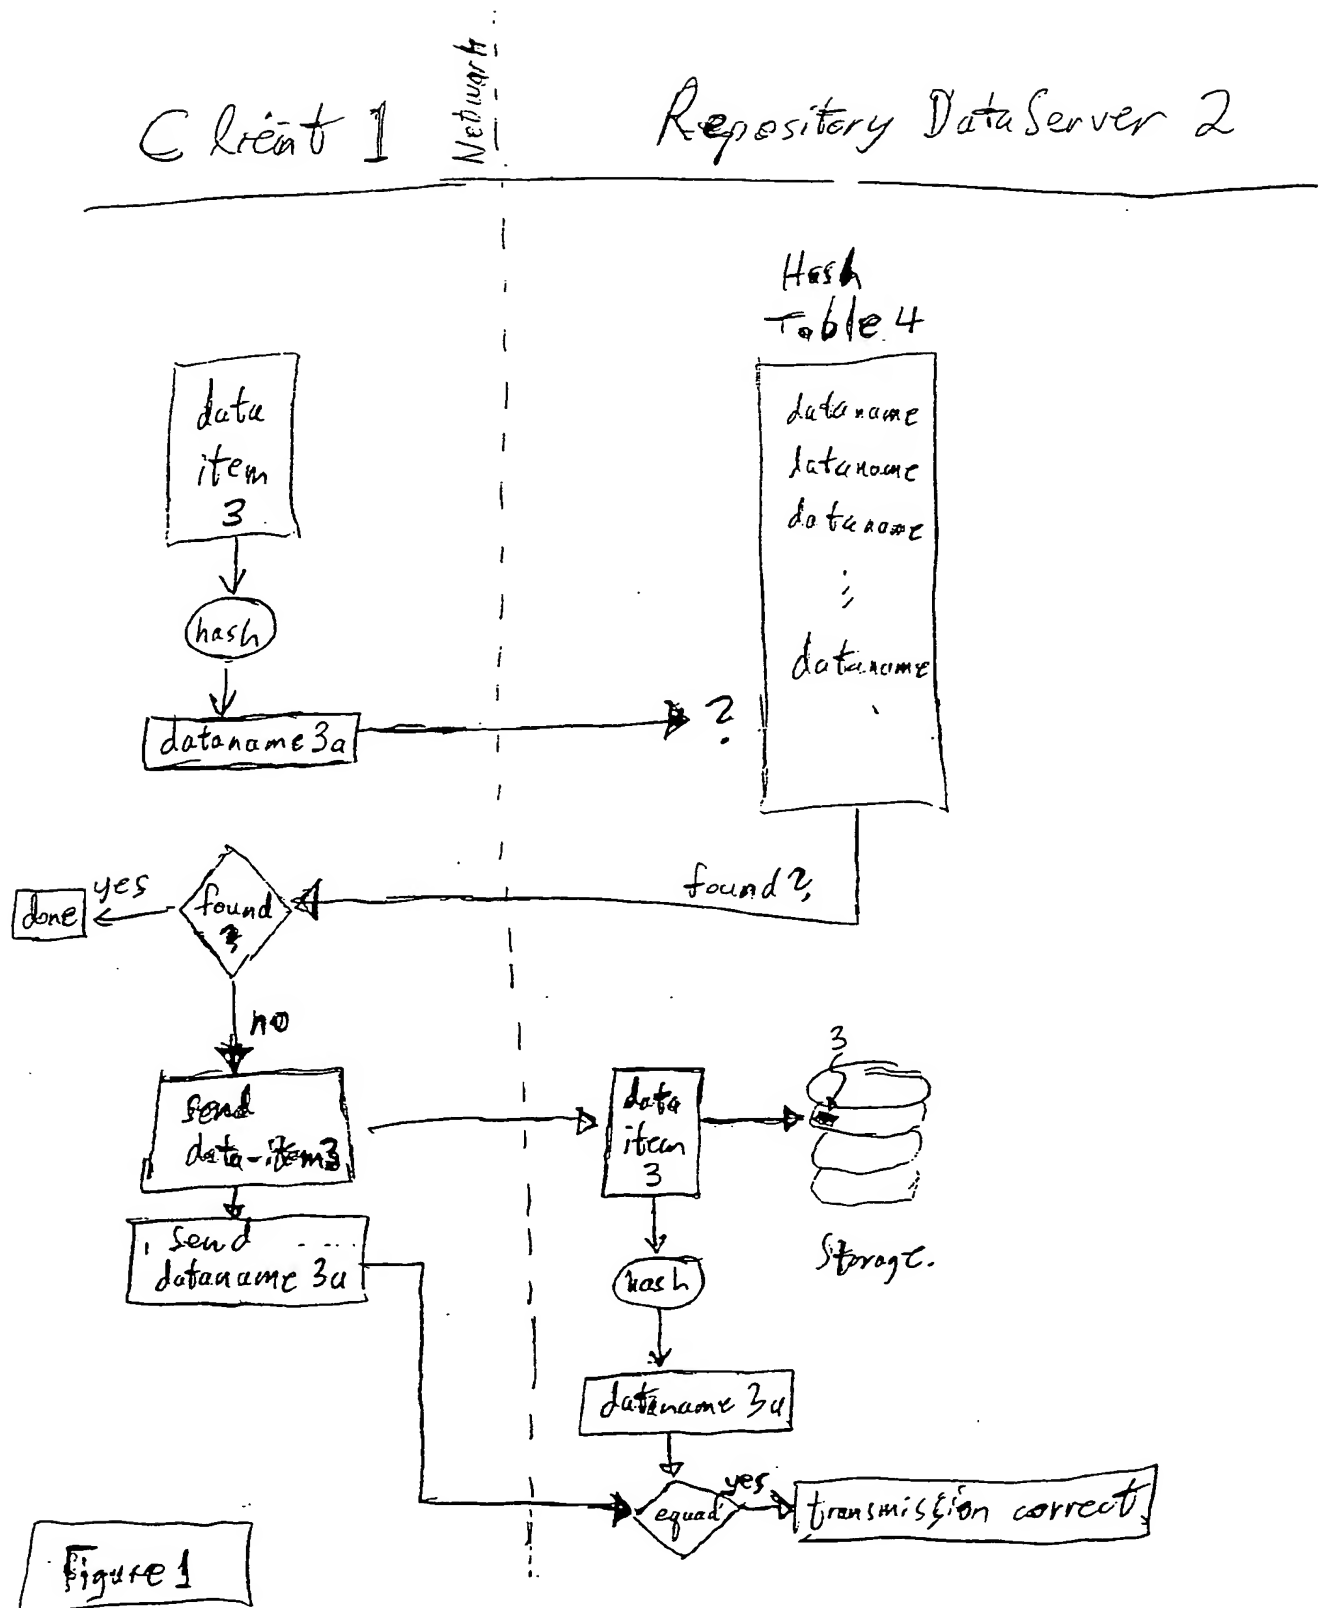 Client 1
Network
Repository DataServer 2
Hash
Table 4
data
item
3
dataname
dataname
dataname
dataname
hash
dataname 3a
?
found?
yes
done
found
?
no
send
data-item3
send
dataname 3a
data
item
3
3
Storage.
hash
dataname 3a
equal
yes
transmission correct
Figure 1